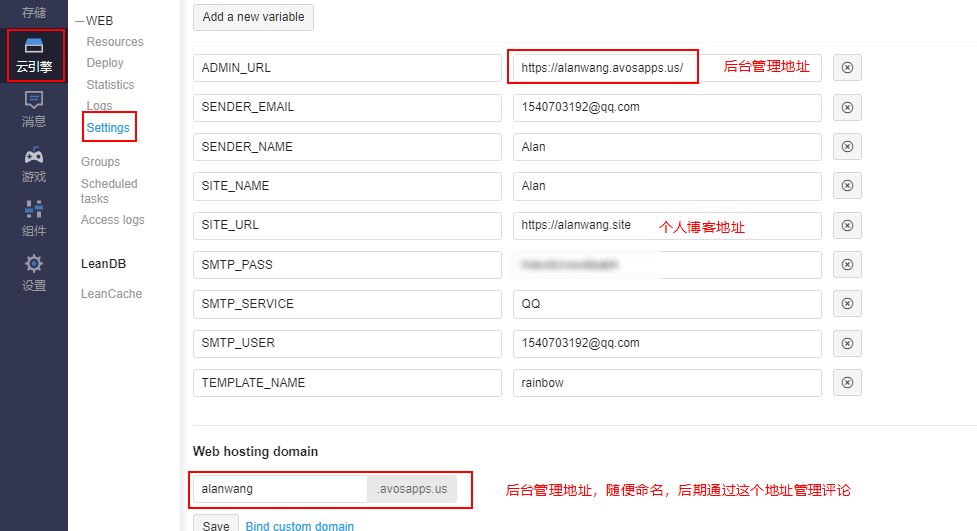 存储
云引擎
消息
游戏
组件
设置
WEB
Resources
Deploy
Statistics
Logs
Settings
Groups
Scheduled
tasks
Access logs
LeanDB
LeanCache
Add a new variable
ADMIN_URL https://alanwang.avosapps.us/ 后台管理地址
SENDER_EMAIL 1540703192@qq.com
SENDER_NAME Alan
SITE_NAME Alan
SITE_URL https://alanwang.site 个人博客地址
SMTP_PASS
SMTP_SERVICE QQ
SMTP_USER 1540703192@qq.com
TEMPLATE_NAME rainbow
Web hosting domain
alanwang .avosapps.us 后台管理地址，随便命名，后期通过这个地址管理评论
Save Bind custom domain